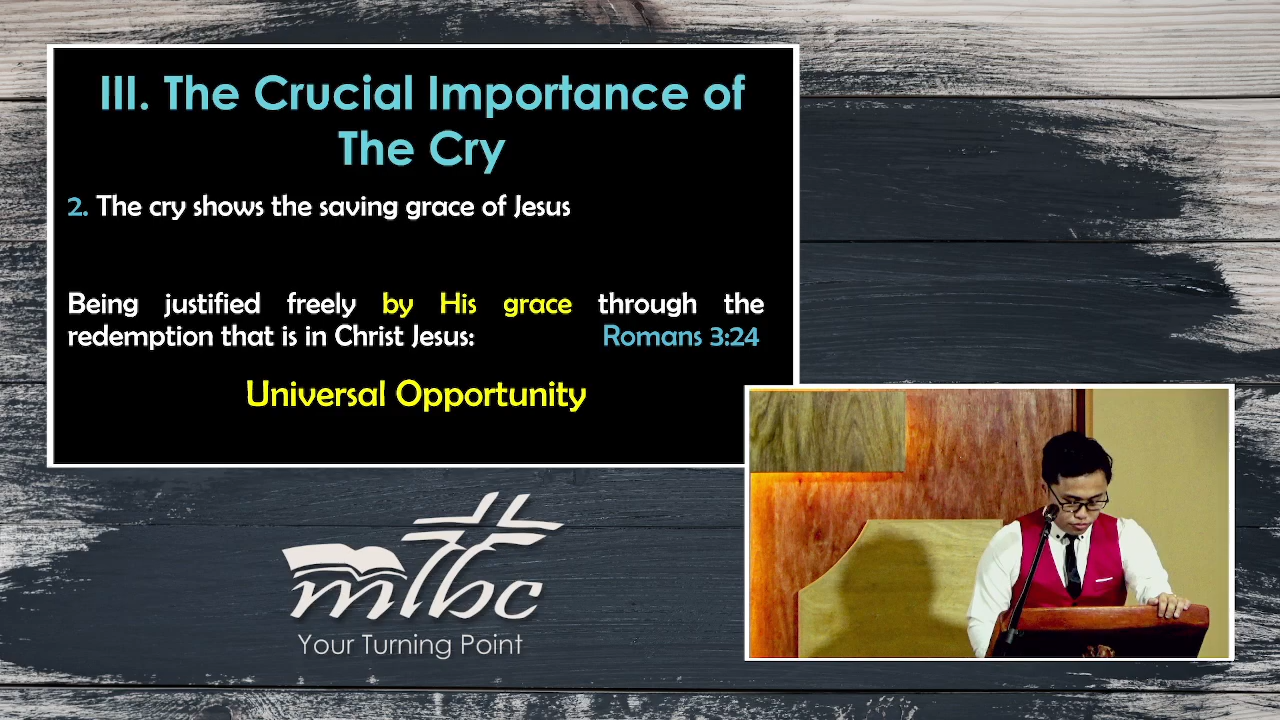 III. The Crucial Importance of
The Cry
2. The cry shows the saving grace of Jesus
Being justified freely by His grace through the
redemption that is in Christ Jesus: Romans 3:24
Universal Opportunity
mlbc
Your Turning Point